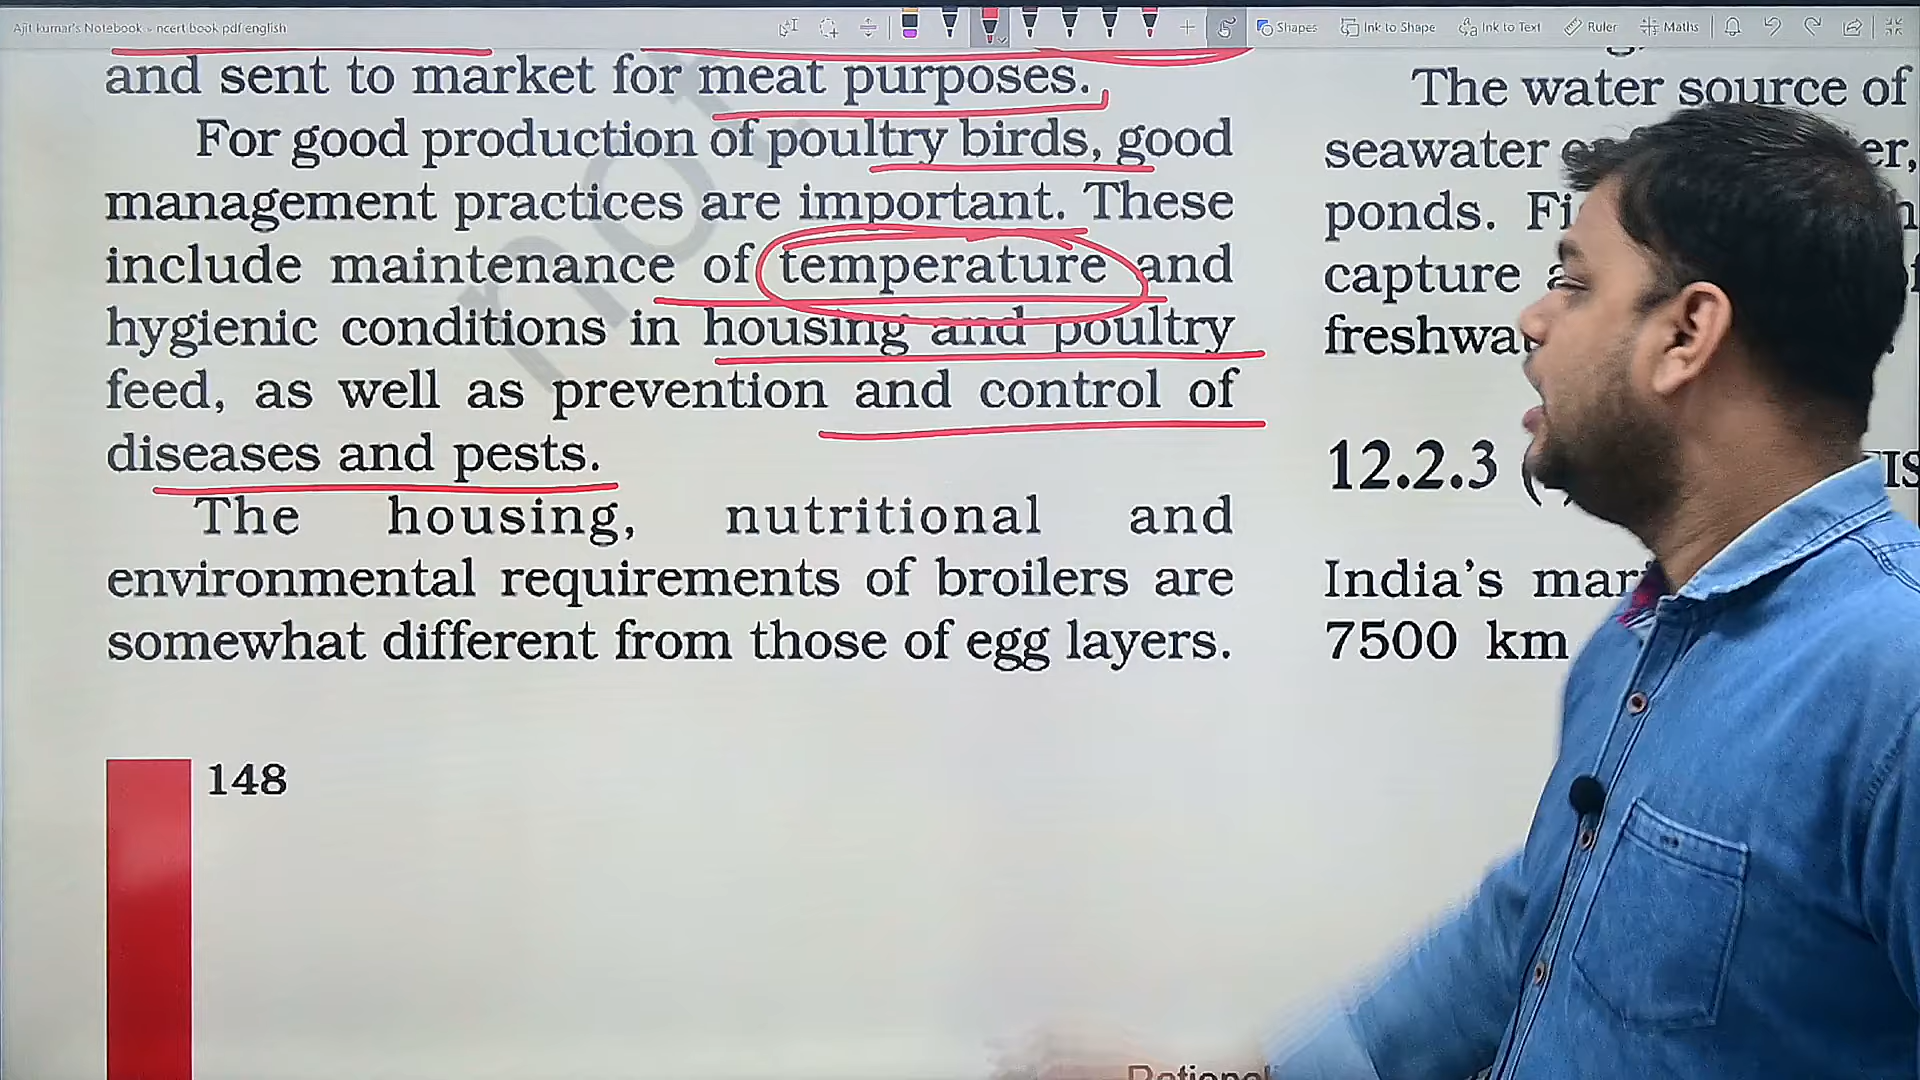 Ajit kumar's Notebook » ncert book pdf english
Shapes
Ink to Shape
Ink to Text
Ruler
Maths
and sent to market for meat purposes.
For good production of poultry birds, good
management practices are important. These
include maintenance of temperature and
hygienic conditions in housing and poultry
feed, as well as prevention and control of
diseases and pests.
The housing, nutritional and
environmental requirements of broilers are
somewhat different from those of egg layers.
148
The water source of
seawater
ponds.
capture
12.2.3
India's
7500 km
not